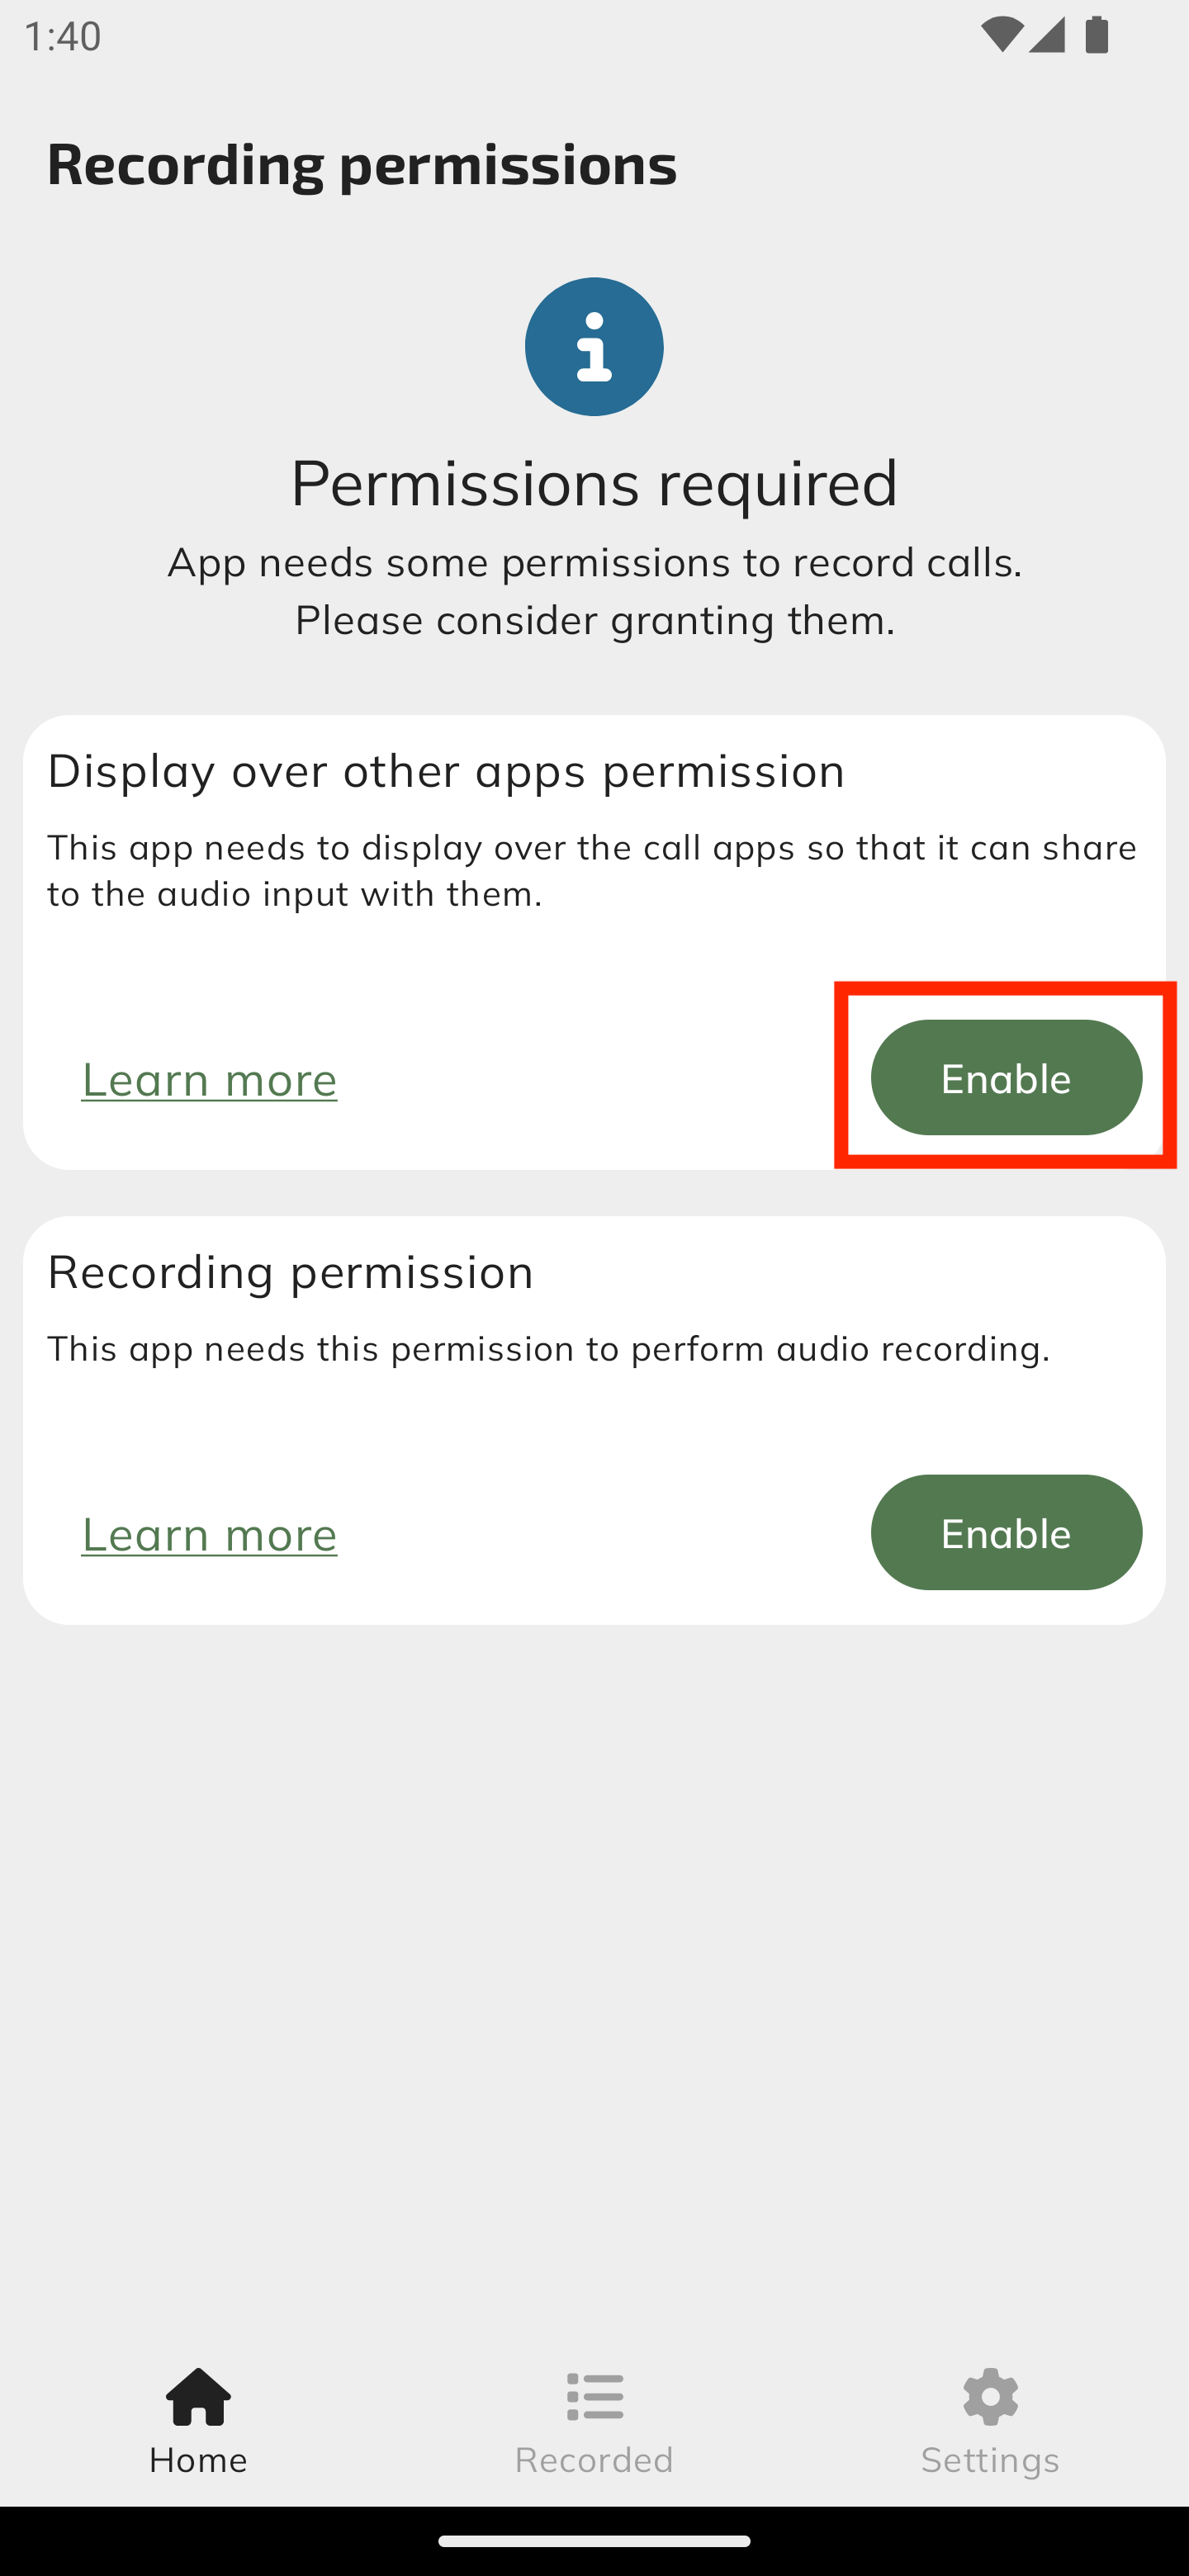 1:40
Recording permissions
Permissions required
App needs some permissions to record calls.
Please consider granting them.
Display over other apps permission
This app needs to display over the call apps so that it can share
to the audio input with them.
Learn more
Enable
Recording permission
This app needs this permission to perform audio recording.
Learn more
Enable
Home
Recorded
Settings